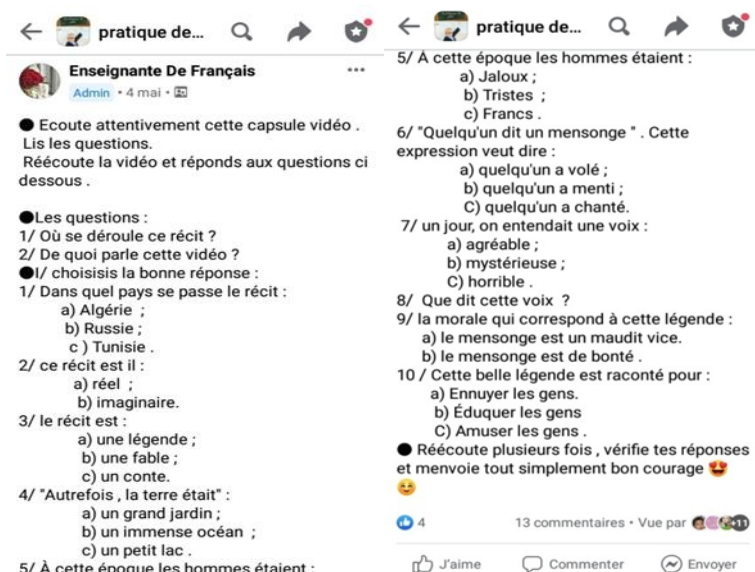 pratique de...
Enseignante De Français
Admin • 4 mai •
● Ecoute attentivement cette capsule vidéo .
Lis les questions.
Réécoute la vidéo et réponds aux questions ci
dessous .
●Les questions :
1/ Où se déroule ce récit ?
2/ De quoi parle cette vidéo ?
●I/ choisisis la bonne réponse :
1/ Dans quel pays se passe le récit :
a) Algérie ;
b) Russie ;
c ) Tunisie .
2/ ce récit est il :
a) réel ;
b) imaginaire.
3/ le récit est :
a) une légende ;
b) une fable ;
c) un conte.
4/ "Autrefois , la terre était" :
a) un grand jardin ;
b) un immense océan ;
c) un petit lac .
5/ À cette époque les hommes étaient :
pratique de...
5/ À cette époque les hommes étaient :
a) Jaloux ;
b) Tristes ;
c) Francs .
6/ "Quelqu'un dit un mensonge " . Cette
expression veut dire :
a) quelqu'un a volé ;
b) quelqu'un a menti ;
C) quelqu'un a chanté.
7/ un jour, on entendait une voix :
a) agréable ;
b) mystérieuse ;
C) horrible .
8/ Que dit cette voix ?
9/ la morale qui correspond à cette légende :
a) le mensonge est un maudit vice.
b) le mensonge est de bonté .
10 / Cette belle légende est raconté pour :
a) Ennuyer les gens.
b) Éduquer les gens
C) Amuser les gens .
● Réécoute plusieurs fois , vérifie tes réponses
et menvoie tout simplement bon courage 😍
☺️
4 13 commentaires • Vue par +11
J'aime Commenter Envoyer